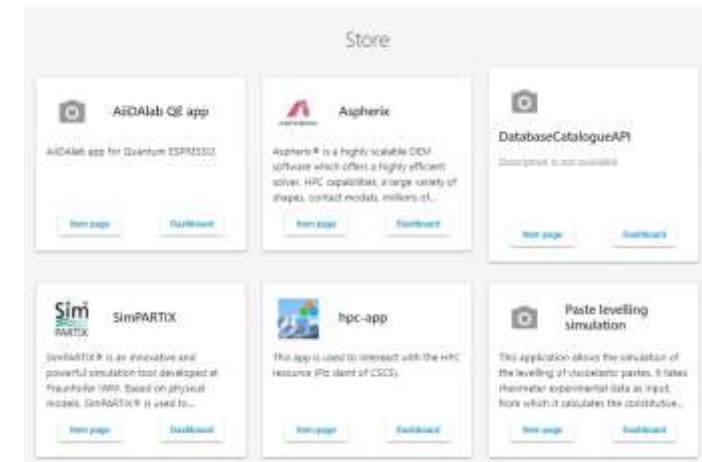 Store
AiiDAlab QE app
AiiDAlab app for Quantum ESPRESSO.
Item page
Dashboard
Aspherix
Aspherix® is a highly scalable DEM
software which offers a highly efficient
solver, HPC capabilities, a large variety of
shapes, contact models, millions of...
Item page
Dashboard
DatabaseCatalogueAPI
Description is not available
Item page
Dashboard
Sim
PARTIX
SimPARTIX
SimPARTIX® is an innovative and
powerful simulation tool developed at
Fraunhofer IWM. Based on physical
models, SimPARTIX® is used to...
Item page
Dashboard
hpc-app
This app is used to interact with the HPC
resource (Piz daint of CSCS).
Item page
Dashboard
Paste levelling
simulation
This application allows the simulation of
the levelling of viscoelastic pastes. It takes
rheometer experimental data as input,
from which it calculates the constitutive...
Item page
Dashboard